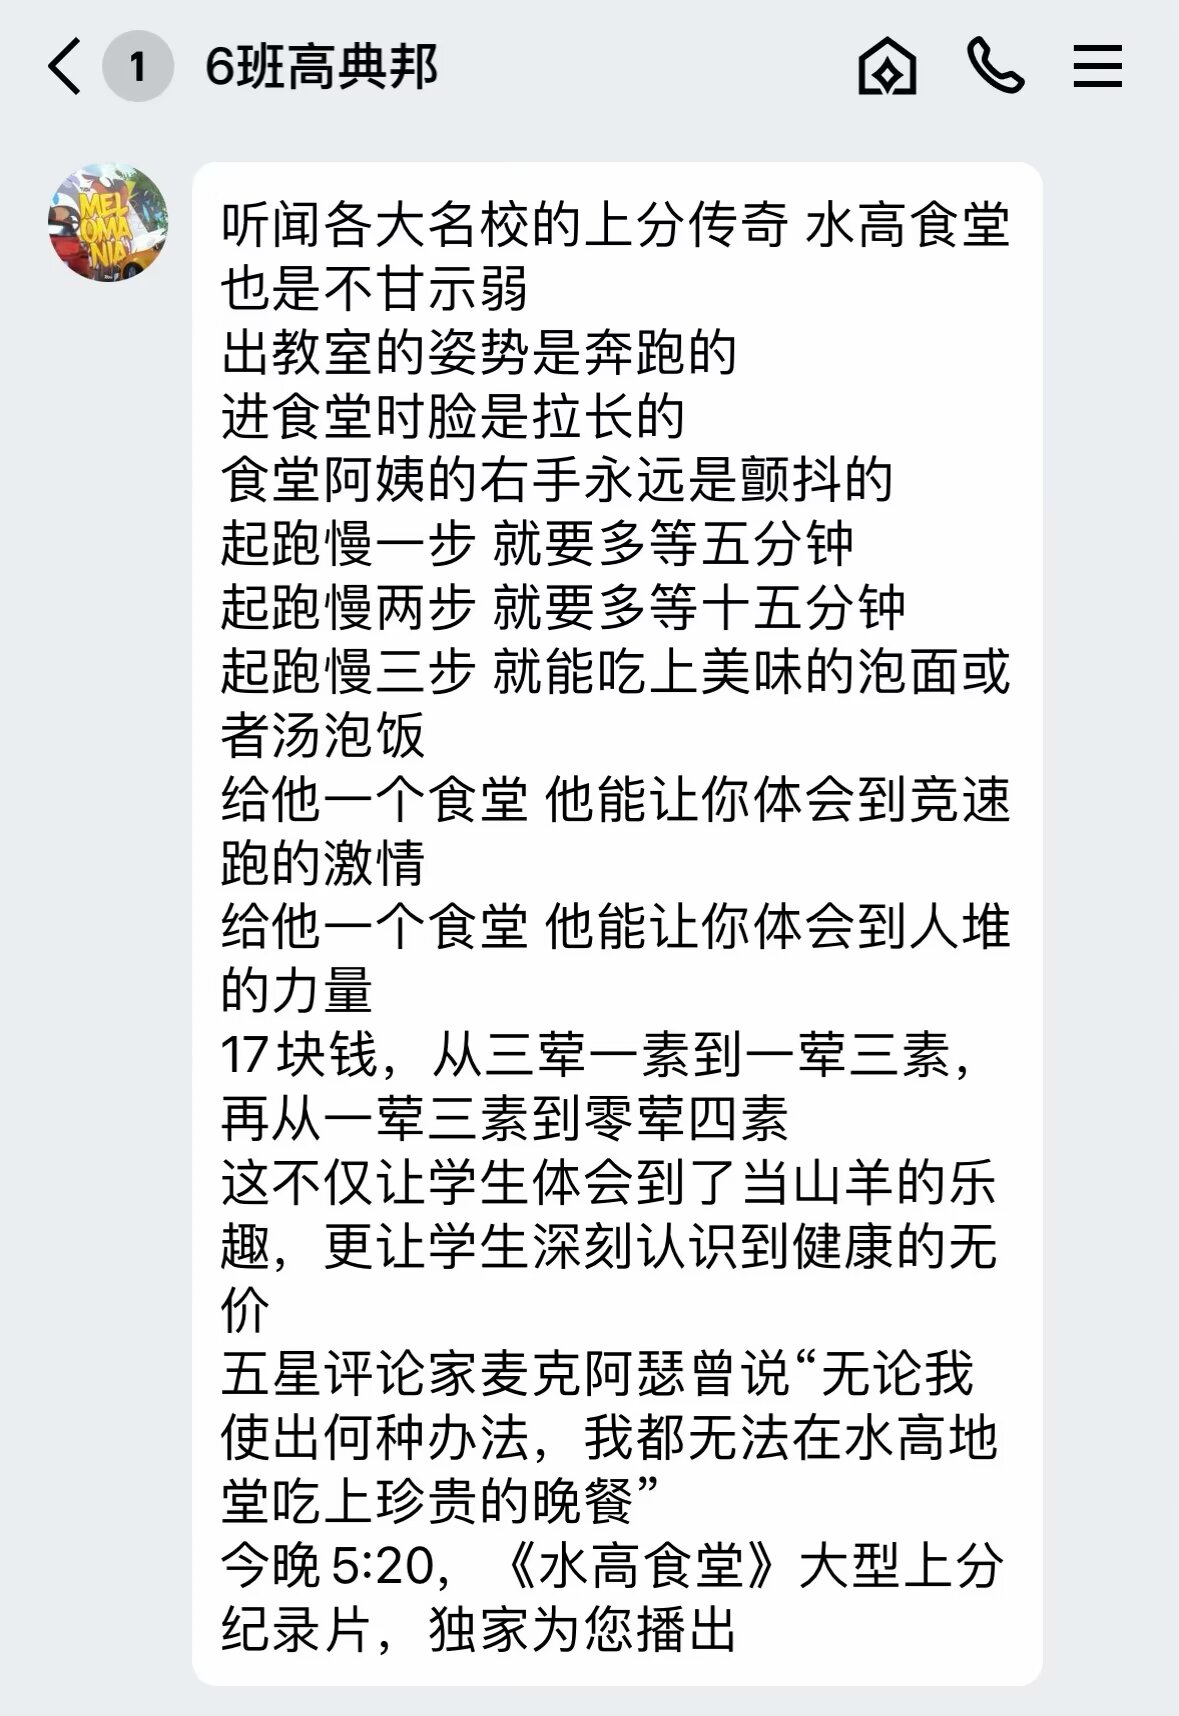 1
6班高典邦
MEL
OMA
NIA
听闻各大名校的上分传奇 水高食堂
也是不甘示弱
出教室的姿势是奔跑的
进食堂时脸是拉长的
食堂阿姨的右手永远是颤抖的
起跑慢一步 就要多等五分钟
起跑慢两步 就要多等十五分钟
起跑慢三步 就能吃上美味的泡面或
者汤泡饭
给他一个食堂 他能让你体会到竞速
跑的激情
给他一个食堂 他能让你体会到人堆
的力量
17块钱，从三荤一素到一荤三素，
再从一荤三素到零荤四素
这不仅让学生体会到了当山羊的乐
趣，更让学生深刻认识到健康的无
价
五星评论家麦克阿瑟曾说“无论我
使出何种办法，我都无法在水高地
堂吃上珍贵的晚餐”
今晚5:20，《水高食堂》大型上分
纪录片，独家为您播出